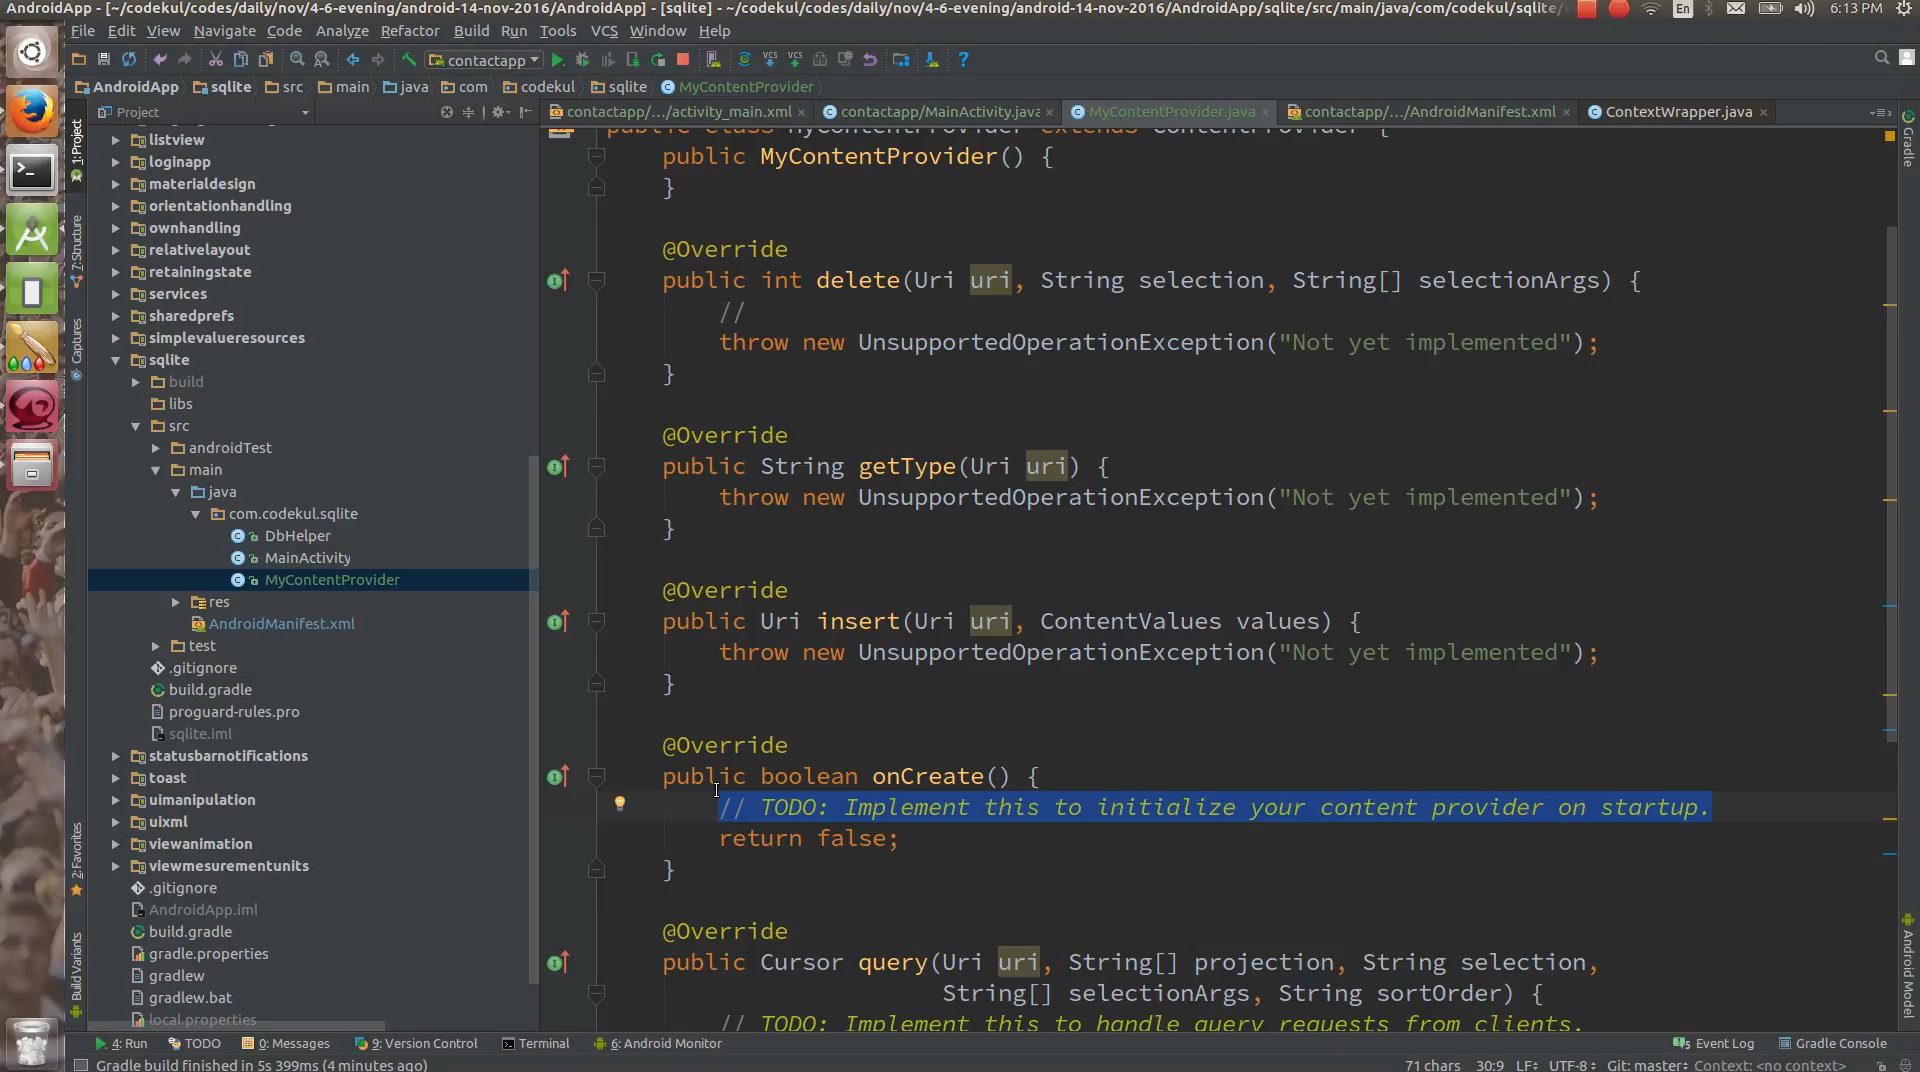 AndroidApp - [~/codekul/codes/daily/nov/4-6-evening/android-14-nov-2016/AndroidApp] - [sqlite] - ~/codekul/codes/daily/nov/4-6-evening/android-14-nov-2016/AndroidApp/sqlite/src/main/java/com/codekul/sqlite/
En
6:13 PM
File Edit View Navigate Code Analyze Refactor Build Run Tools VCS Window Help
contactapp
VCS VCS
AndroidApp sqlite src main java com codekul sqlite MyContentProvider
Project
contactapp/.../activity_main.xml contactapp/MainActivity.java MyContentProvider.java contactapp/.../AndroidManifest.xml ContextWrapper.java
1: Project
7: Structure
Captures
2: Favorites
Build Variants
Gradle
Android Model
listview
loginapp
materialdesign
orientationhandling
ownhandling
relativelayout
retainingstate
services
sharedprefs
simplevalueresources
sqlite
build
libs
src
androidTest
main
java
com.codekul.sqlite
DbHelper
MainActivity
MyContentProvider
res
AndroidManifest.xml
test
.gitignore
build.gradle
proguard-rules.pro
sqlite.iml
statusbarnotifications
toast
uimanipulation
uixml
viewanimation
viewmesurementunits
.gitignore
AndroidApp.iml
build.gradle
gradle.properties
gradlew
gradlew.bat
local.properties
public class MyContentProvider extends ContentProvider {
public MyContentProvider() {
}
@Override
public int delete(Uri uri, String selection, String[] selectionArgs) {
//
throw new UnsupportedOperationException("Not yet implemented");
}
@Override
public String getType(Uri uri) {
throw new UnsupportedOperationException("Not yet implemented");
}
@Override
public Uri insert(Uri uri, ContentValues values) {
throw new UnsupportedOperationException("Not yet implemented");
}
@Override
public boolean onCreate() {
// TODO: Implement this to initialize your content provider on startup.
return false;
}
@Override
public Cursor query(Uri uri, String[] projection, String selection,
String[] selectionArgs, String sortOrder) {
// TODO: Implement this to handle query requests from clients.
4: Run TODO 0: Messages 9: Version Control Terminal 6: Android Monitor Event Log Gradle Console
Gradle build finished in 5s 399ms (4 minutes ago) 71 chars 30:9 LF UTF-8 Git: master Context: <no context>